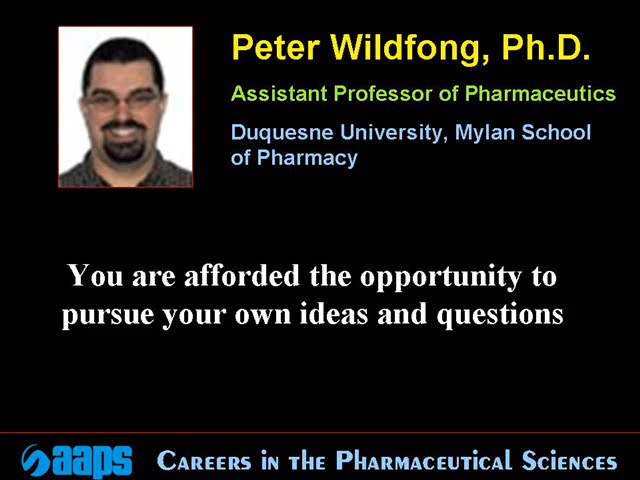 Peter Wildfong, Ph.D.
Assistant Professor of Pharmaceutics
Duquesne University, Mylan School
of Pharmacy
You are afforded the opportunity to
pursue your own ideas and questions
aaps
Careers in the Pharmaceutical Sciences